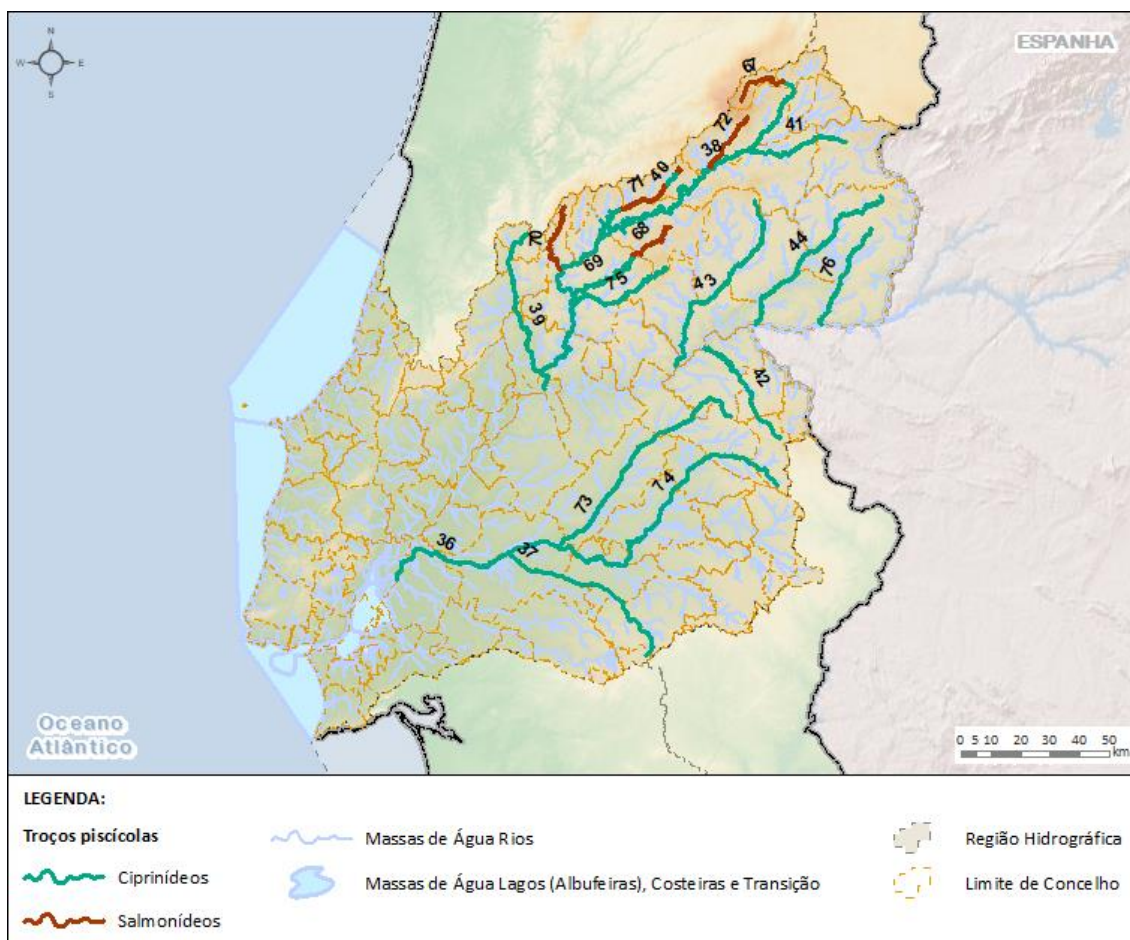 N
W
E
S
ESPANHA
67
72
41
38
40
71
70
68
69
75
44
43
76
39
42
73
74
36
37
Oceano
Atlântico
0 5 10 20 30 40 50
km
LEGENDA:
Troços piscícolas
Ciprinídeos
Salmonídeos
Massas de Água Rios
Massas de Água Lagos (Albufeiras), Costeiras e Transição
Região Hidrográfica
Limite de Concelho